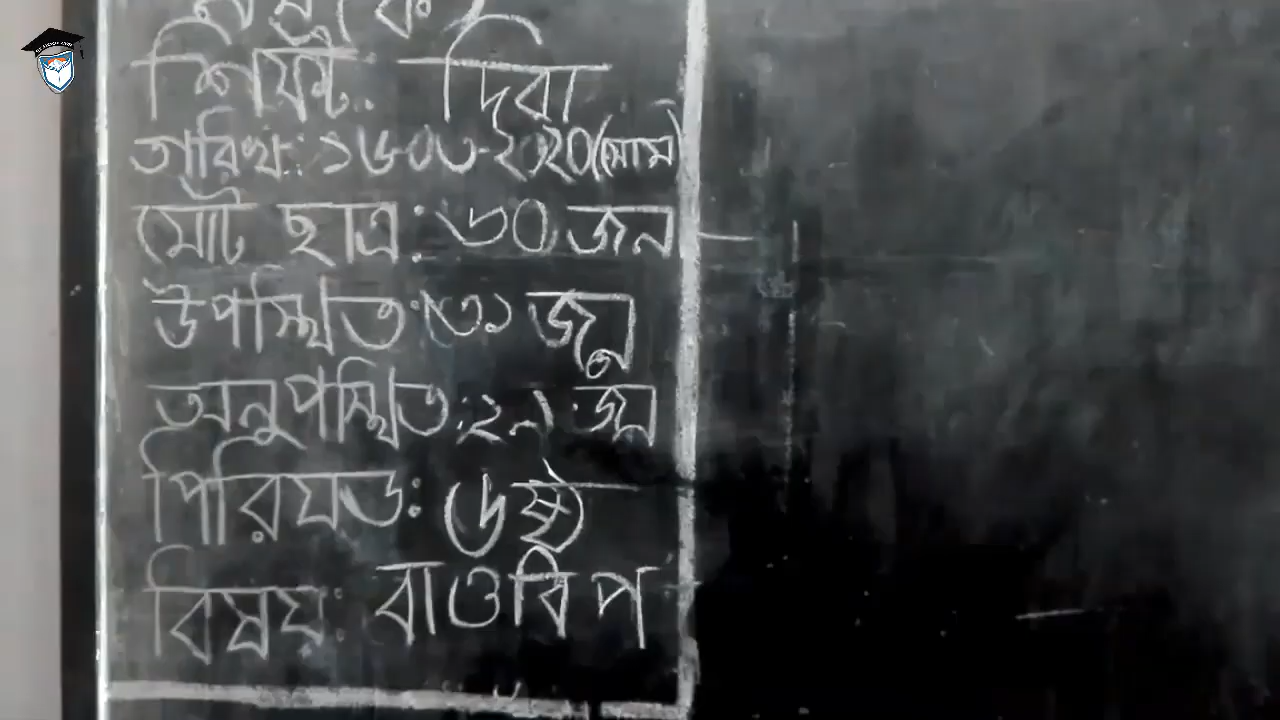 শিফট: দিবা
তারিখ: ১৬-০৩-২০২০(সোম)
মোট ছাত্র: ৬০ জন
উপস্থিত: ৩১ জন
অনুপস্থিত: ২৯ জন
পিরিয়ড: ৬ষ্ঠ
বিষয়: বাওবিপ